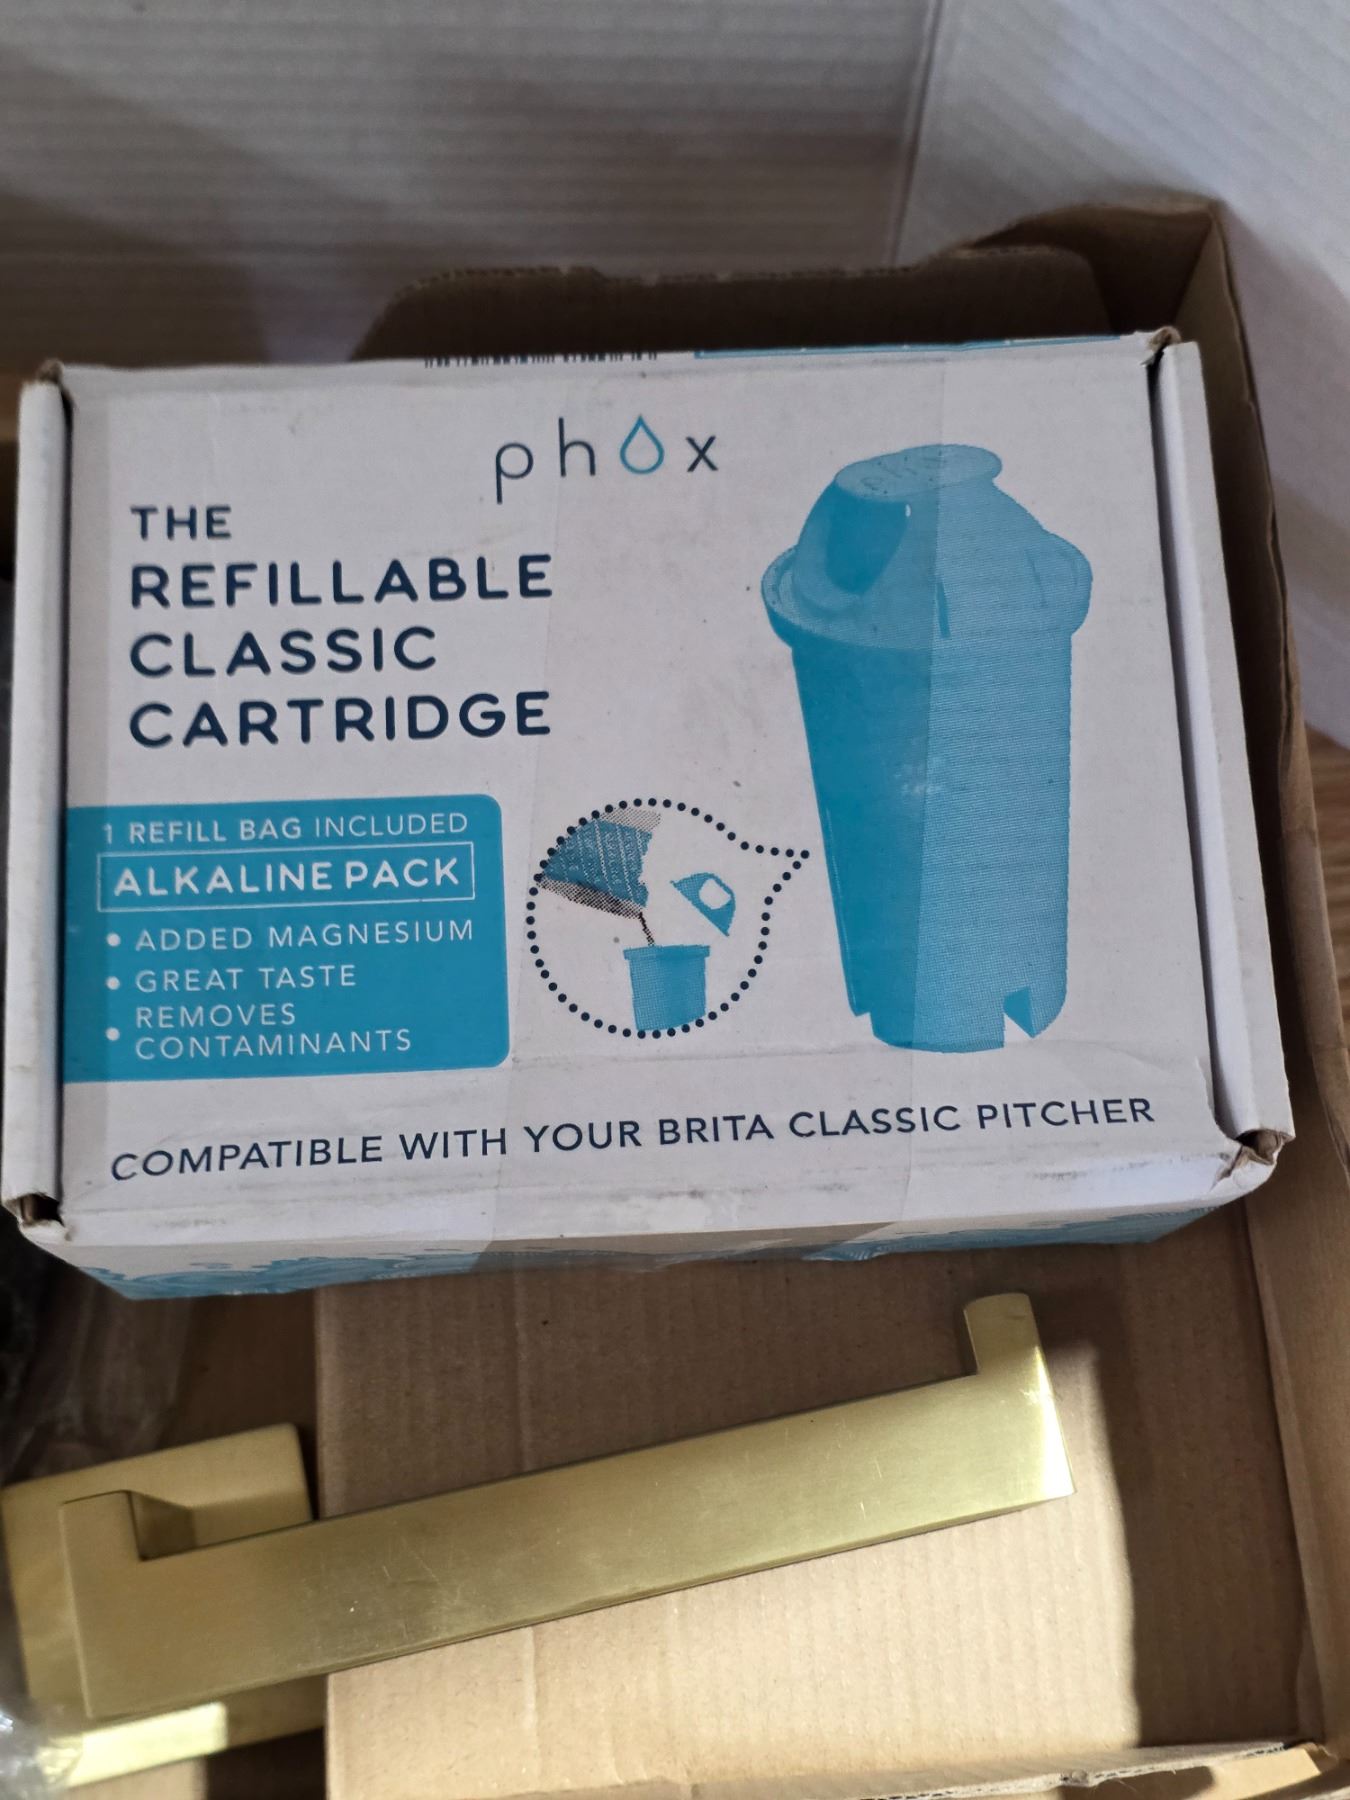 phox
THE
REFILLABLE
CLASSIC
CARTRIDGE
1 REFILL BAG INCLUDED
ALKALINE PACK
• ADDED MAGNESIUM
• GREAT TASTE
• REMOVES
CONTAMINANTS
COMPATIBLE WITH YOUR BRITA CLASSIC PITCHER